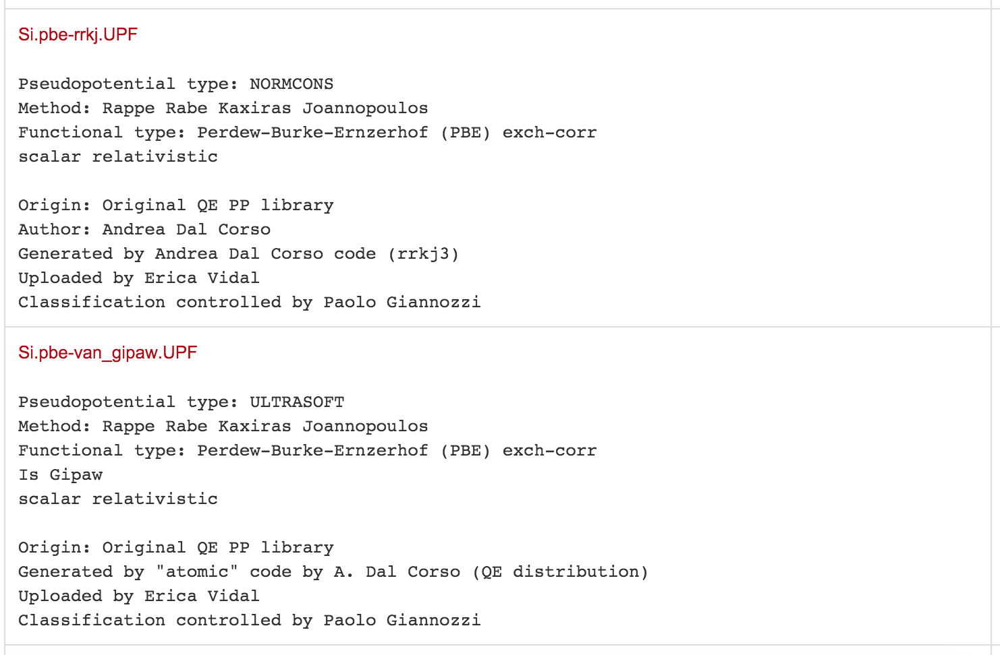 Si.pbe-rrkj.UPF
Pseudopotential type: NORMCONS
Method: Rappe Rabe Kaxiras Joannopoulos
Functional type: Perdew-Burke-Ernzerhof (PBE) exch-corr
scalar relativistic
Origin: Original QE PP library
Author: Andrea Dal Corso
Generated by Andrea Dal Corso code (rrkj3)
Uploaded by Erica Vidal
Classification controlled by Paolo Giannozzi
Si.pbe-van_gipaw.UPF
Pseudopotential type: ULTRASOFT
Method: Rappe Rabe Kaxiras Joannopoulos
Functional type: Perdew-Burke-Ernzerhof (PBE) exch-corr
Is Gipaw
scalar relativistic
Origin: Original QE PP library
Generated by "atomic" code by A. Dal Corso (QE distribution)
Uploaded by Erica Vidal
Classification controlled by Paolo Giannozzi